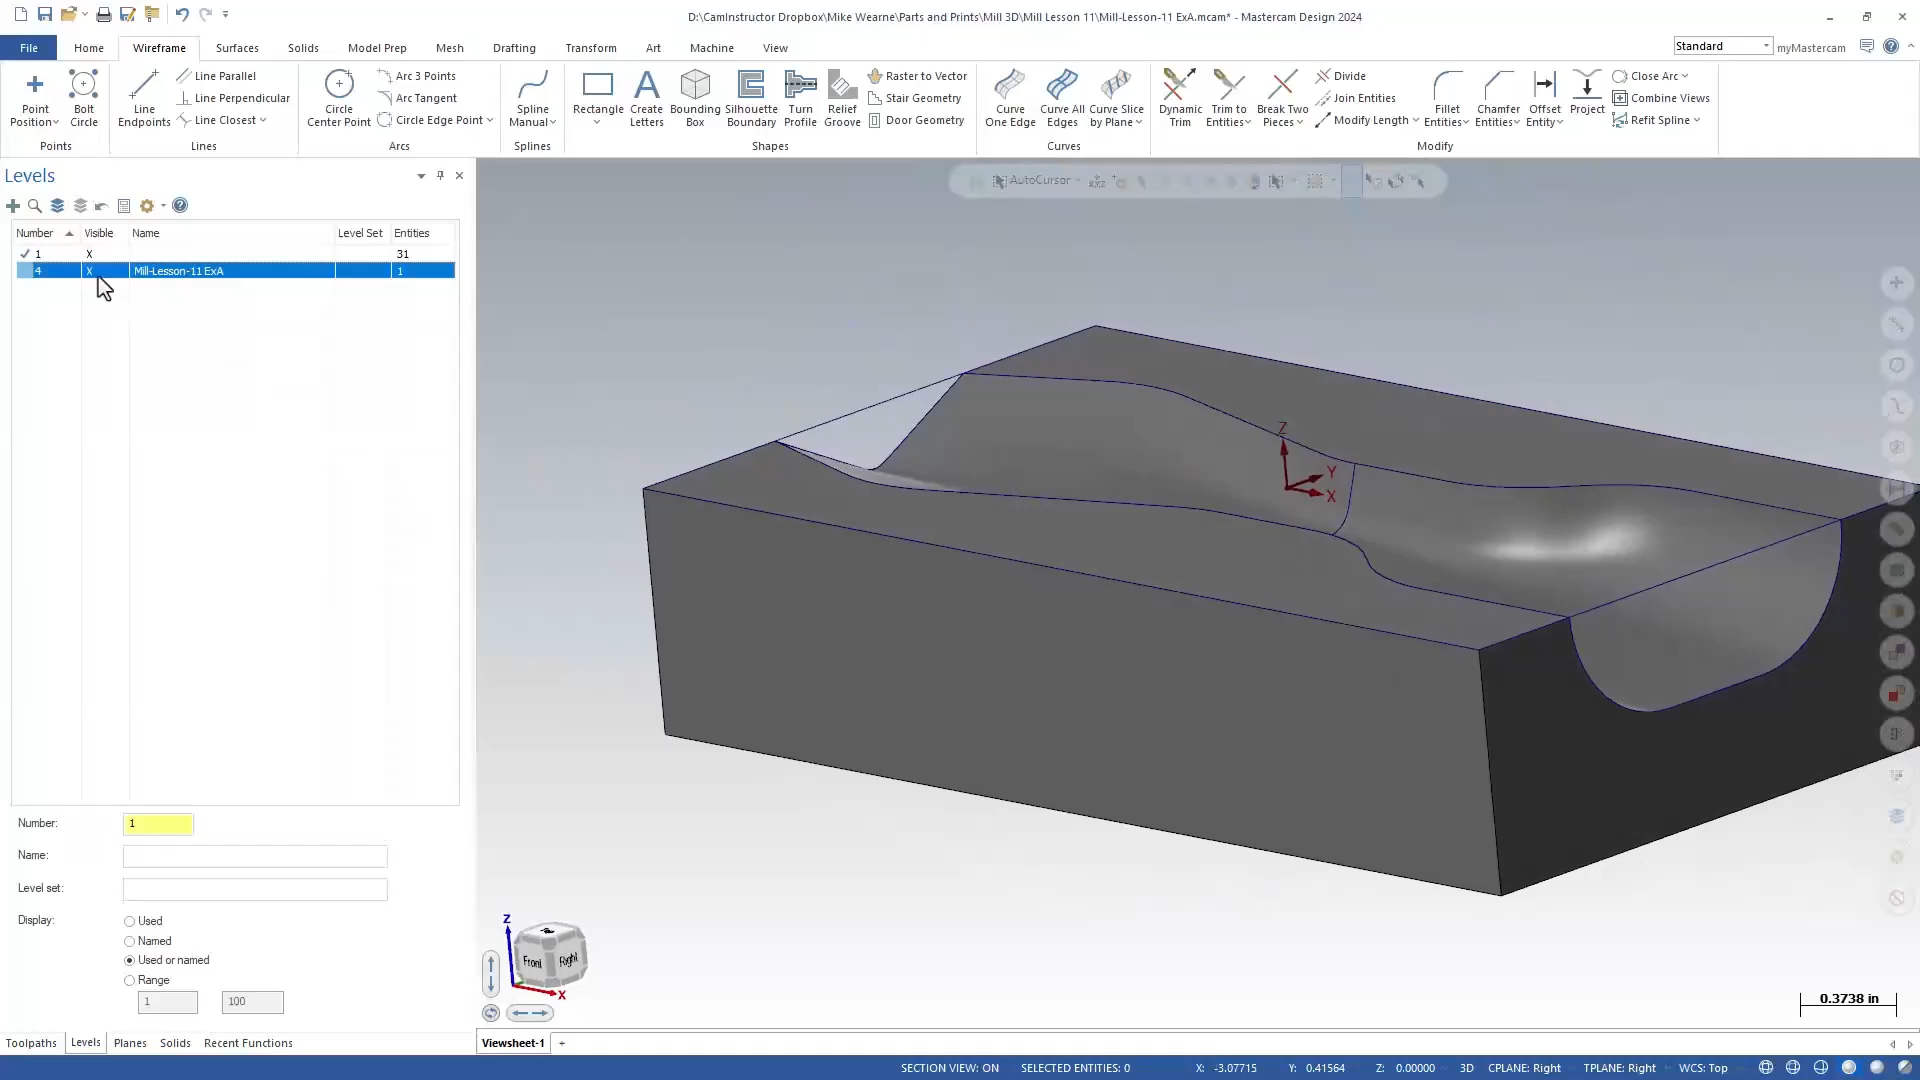 D:\CamInstructor Dropbox\Mike Wearne\Parts and Prints\Mill 3D\Mill Lesson 11\Mill-Lesson-11 ExA.mcam* - Mastercam Design 2024
File Home Wireframe Surfaces Solids Model Prep Mesh Drafting Transform Art Machine View Standard myMastercam
Point Position
Bolt Circle
Points
Line Endpoints
Line Parallel
Line Perpendicular
Line Closest
Lines
Circle Center Point
Arc 3 Points
Arc Tangent
Circle Edge Point
Arcs
Spline Manual
Splines
Rectangle
Create Letters
Bounding Box
Silhouette Boundary
Turn Profile
Relief Groove
Raster to Vector
Stair Geometry
Door Geometry
Shapes
Curve One Edge
Curve All Edges
Curve Slice by Plane
Curves
Dynamic Trim
Trim to Entities
Break Two Pieces
Divide
Join Entities
Modify Length
Fillet Entities
Chamfer Entities
Offset Entity
Project
Close Arc
Combine Views
Refit Spline
Modify
Levels
AutoCursor
Number Visible Name Level Set Entities
1 X 31
4 X Mill-Lesson-11 ExA 1
Z
Y
X
Number: 1
Name:
Level set:
Display: Used
Named
Used or named
Range
1 100
Z
Front Right
X
0.3738 in
Toolpaths Levels Planes Solids Recent Functions
Viewsheet-1 +
SECTION VIEW: ON SELECTED ENTITIES: 0 X: -3.07715 Y: 0.41564 Z: 0.00000 3D CPLANE: Right TPLANE: Right WCS: Top